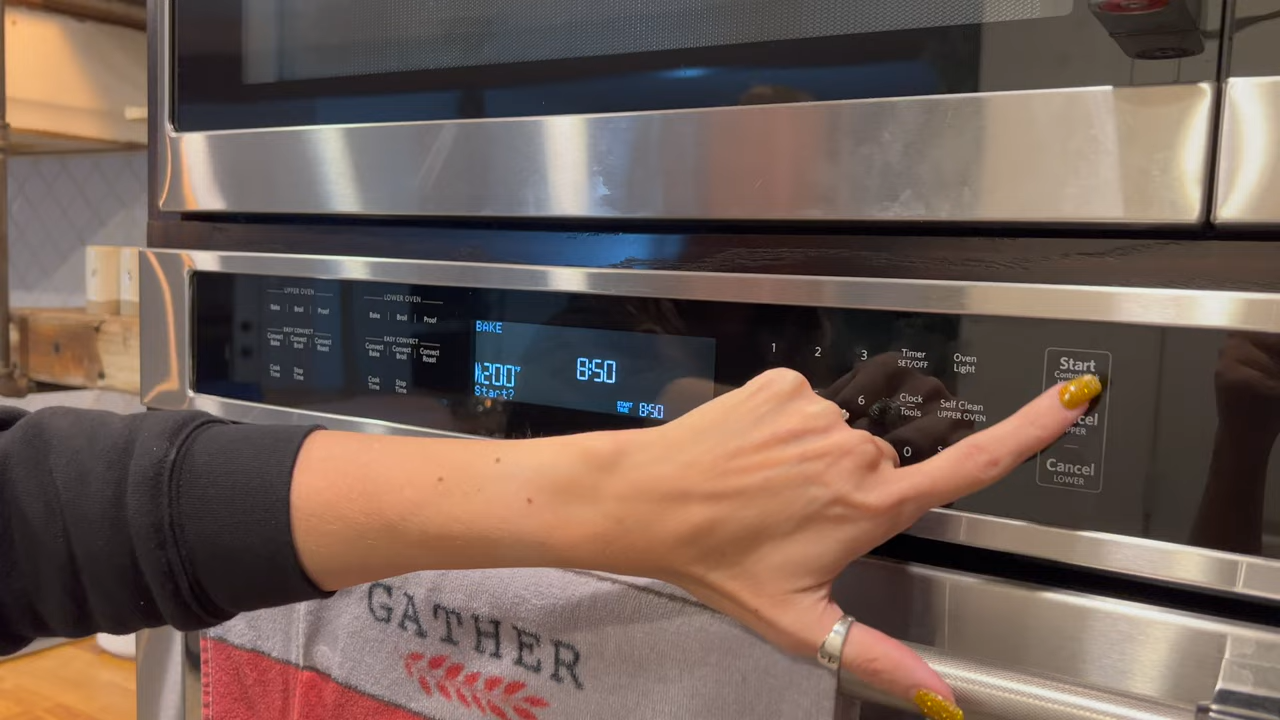 UPPER OVEN
Bake | Broil | Proof
EASY CONVECT
Convect Bake | Convect Broil | Convect Roast
Cook Time | Stop Time
LOWER OVEN
Bake | Broil | Proof
EASY CONVECT
Convect Bake | Convect Broil | Convect Roast
Cook Time | Stop Time
BAKE
200°F
8:50
Start?
START TIME 8:50
1 2 3
6
0
Timer
SET/OFF
Oven
Light
Clock
Tools
Self Clean
UPPER OVEN
Start
Cancel
LOWER
GATHER